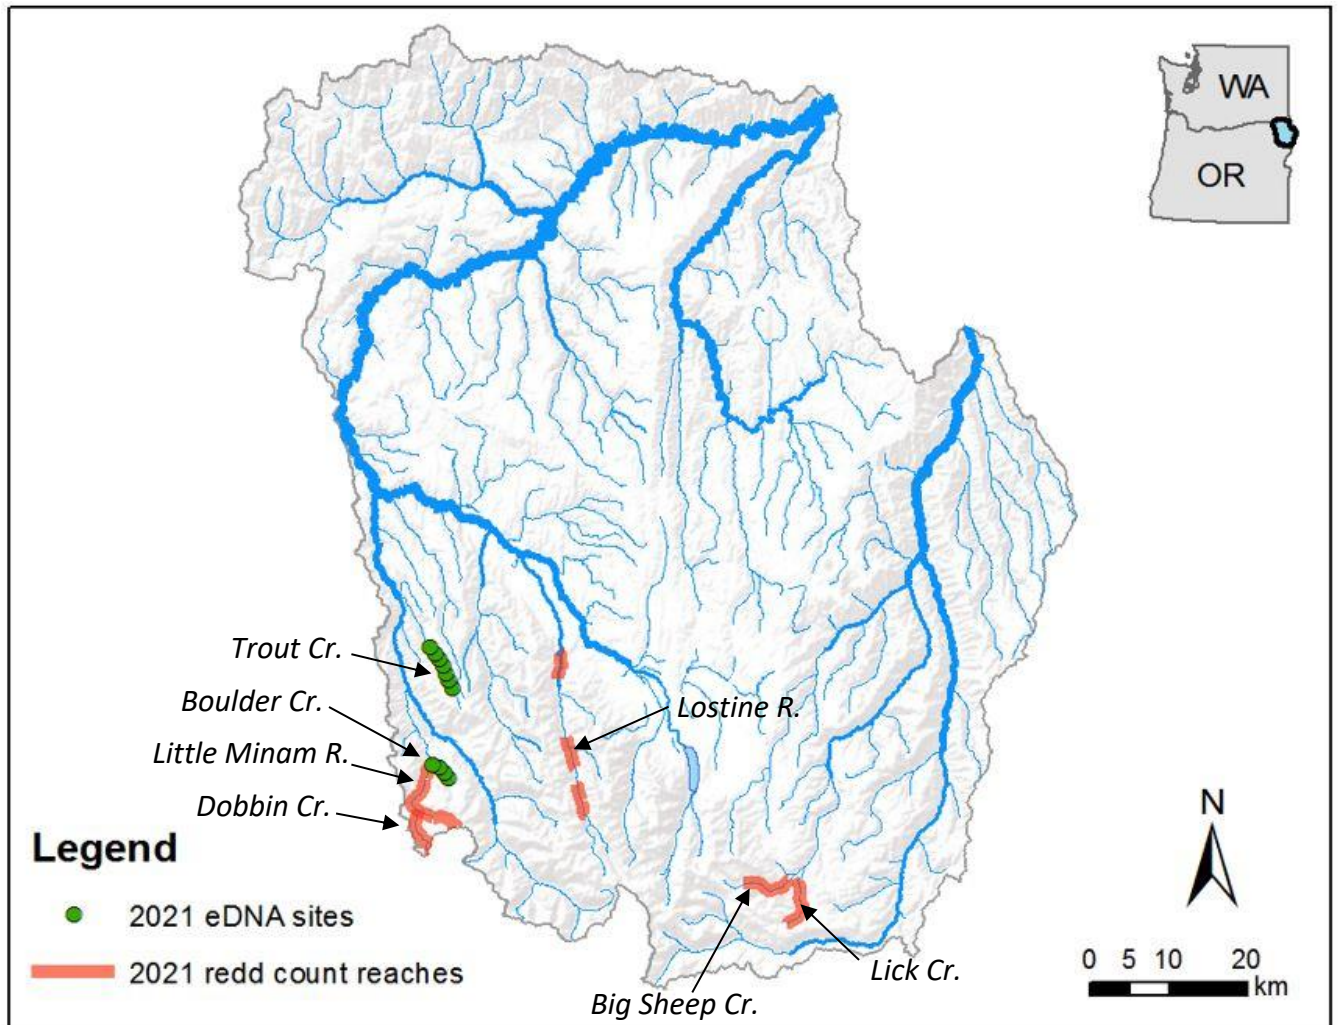 WA
OR
Trout Cr.
Boulder Cr.
Lostine R.
Little Minam R.
Dobbin Cr.
Legend
2021 eDNA sites
2021 redd count reaches
N
Lick Cr.
Big Sheep Cr.
0 5 10 20
km